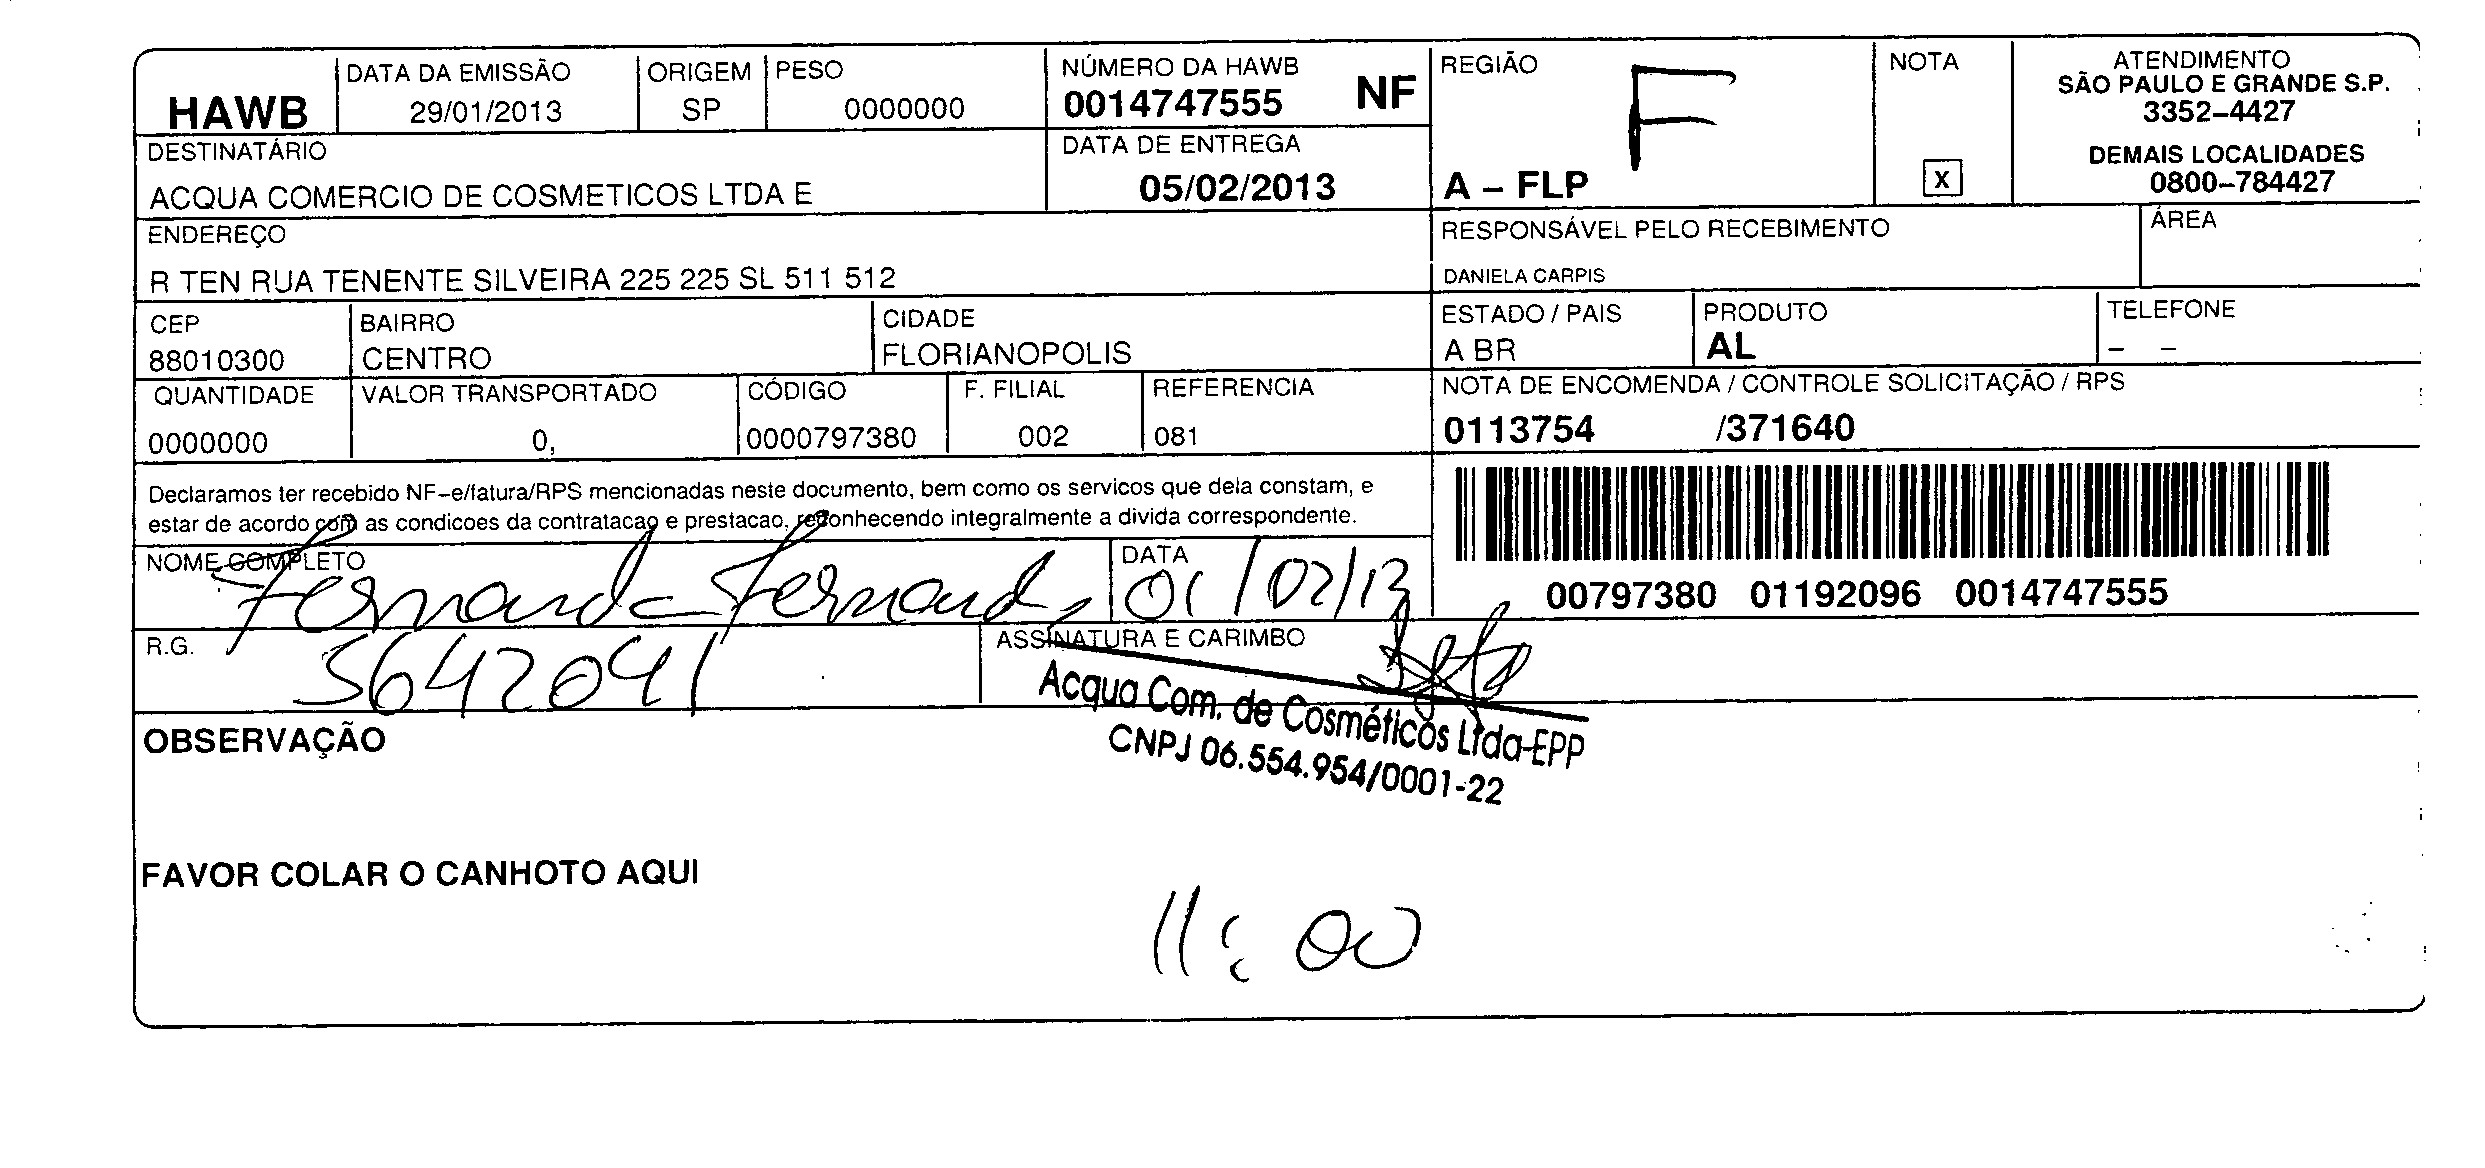 HAWB
DATA DA EMISSÃO
29/01/2013
ORIGEM
SP
PESO
0000000
NÚMERO DA HAWB
0014747555 NF
REGIÃO
F
A – FLP
NOTA
X
ATENDIMENTO
SÃO PAULO E GRANDE S.P.
3352–4427
DEMAIS LOCALIDADES
0800–784427
DESTINATÁRIO
ACQUA COMERCIO DE COSMETICOS LTDA E
DATA DE ENTREGA
05/02/2013
ENDEREÇO
R TEN RUA TENENTE SILVEIRA 225 225 SL 511 512
RESPONSÁVEL PELO RECEBIMENTO
DANIELA CARPIS
ÁREA
CEP
88010300
BAIRRO
CENTRO
CIDADE
FLORIANOPOLIS
ESTADO / PAIS
A BR
PRODUTO
AL
TELEFONE
– –
QUANTIDADE
0000000
VALOR TRANSPORTADO
0,
CÓDIGO
0000797380
F. FILIAL
002
REFERENCIA
081
NOTA DE ENCOMENDA / CONTROLE SOLICITAÇÃO / RPS
0113754 /371640
Declaramos ter recebido NF–e/fatura/RPS mencionadas neste documento, bem como os servicos que dela constam, e
estar de acordo com as condicoes da contratacao e prestacao, reconhecendo integralmente a divida correspondente.
00797380 01192096 0014747555
NOME COMPLETO
Fernanda
DATA
01/02/13
R.G.
5642041
ASSINATURA E CARIMBO
Acqua Com. de Cosméticos Ltda-EPP
CNPJ 06.554.954/0001-22
OBSERVAÇÃO
FAVOR COLAR O CANHOTO AQUI
11:00